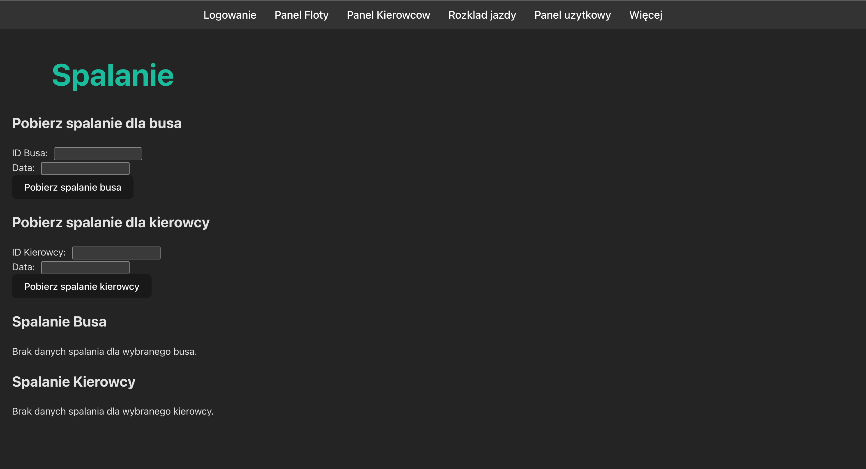 Logowanie Panel Floty Panel Kierowcow Rozklad jazdy Panel uzytkowy Więcej
Spalanie
Pobierz spalanie dla busa
ID Busa:
Data:
Pobierz spalanie busa
Pobierz spalanie dla kierowcy
ID Kierowcy:
Data:
Pobierz spalanie kierowcy
Spalanie Busa
Brak danych spalania dla wybranego busa.
Spalanie Kierowcy
Brak danych spalania dla wybranego kierowcy.